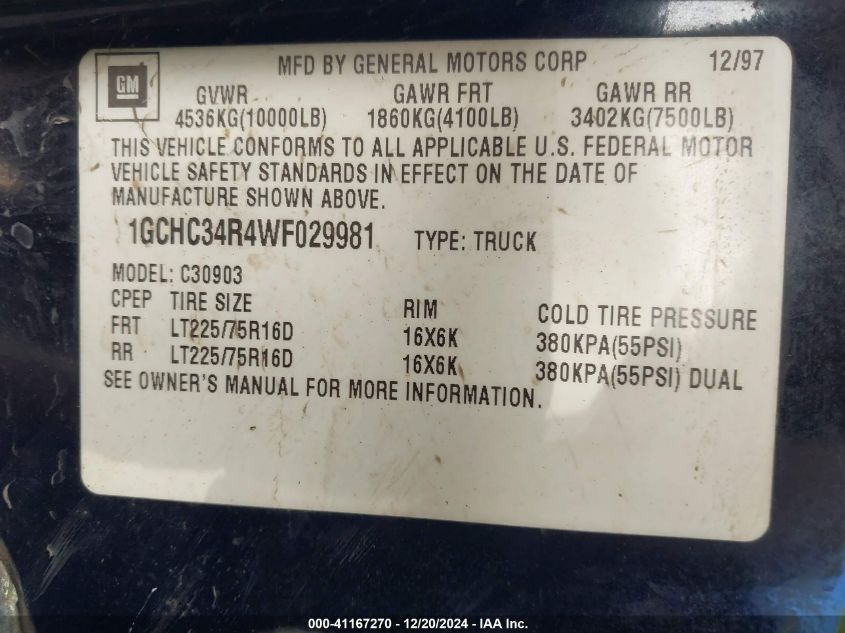 GM
MFD BY GENERAL MOTORS CORP 12/97
GVWR GAWR FRT GAWR RR
4536KG(10000LB) 1860KG(4100LB) 3402KG(7500LB)
THIS VEHICLE CONFORMS TO ALL APPLICABLE U.S. FEDERAL MOTOR
VEHICLE SAFETY STANDARDS IN EFFECT ON THE DATE OF
MANUFACTURE SHOWN ABOVE.
1GCHC34R4WF029981 TYPE: TRUCK
MODEL: C30903
CPEP TIRE SIZE RIM COLD TIRE PRESSURE
FRT LT225/75R16D 16X6K 380KPA(55PSI)
RR LT225/75R16D 16X6K 380KPA(55PSI) DUAL
SEE OWNER'S MANUAL FOR MORE INFORMATION.
000-41167270 - 12/20/2024 - IAA Inc.